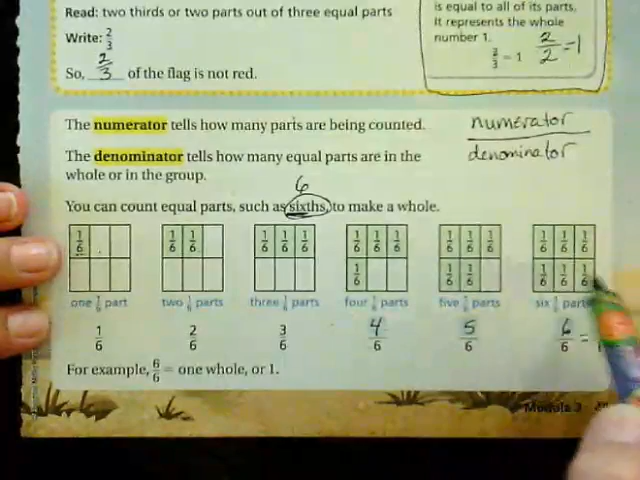 is equal to all of its parts.
Read: two thirds or two parts out of three equal parts
It represents the whole
number 1.
Write: 2/3
3/3 = 1 2/2 = 1
So, 2/3 of the flag is not red.
The numerator tells how many parts are being counted.
numerator
denominator
The denominator tells how many equal parts are in the
whole or in the group.
6
You can count equal parts, such as sixths, to make a whole.
1/6 1/6 1/6 1/6 1/6 1/6 1/6 1/6 1/6 1/6 1/6 1/6 1/6 1/6 1/6
1/6 1/6 1/6 1/6 1/6 1/6
one 1/6 part two 1/6 parts three 1/6 parts four 1/6 parts five 1/6 parts six 1/6 parts
1/6 2/6 3/6 4/6 5/6 6/6 =
For example, 6/6 = one whole, or 1.
Module 3